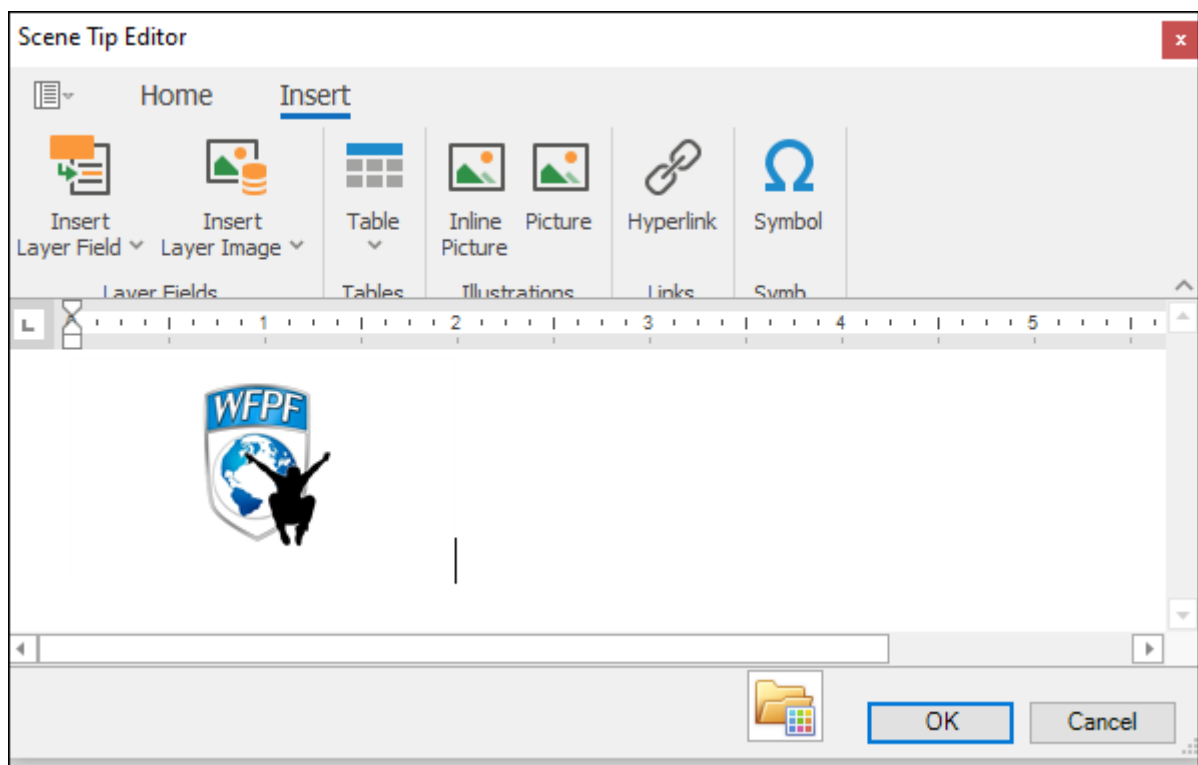 Scene Tip Editor
x
Home Insert
Insert Layer Field
Insert Layer Image
Table
Inline Picture
Picture
Hyperlink
Symbol
Layer Fields Tables Illustrations Links Symb
L 1 2 3 4 5
WFPF
OK Cancel